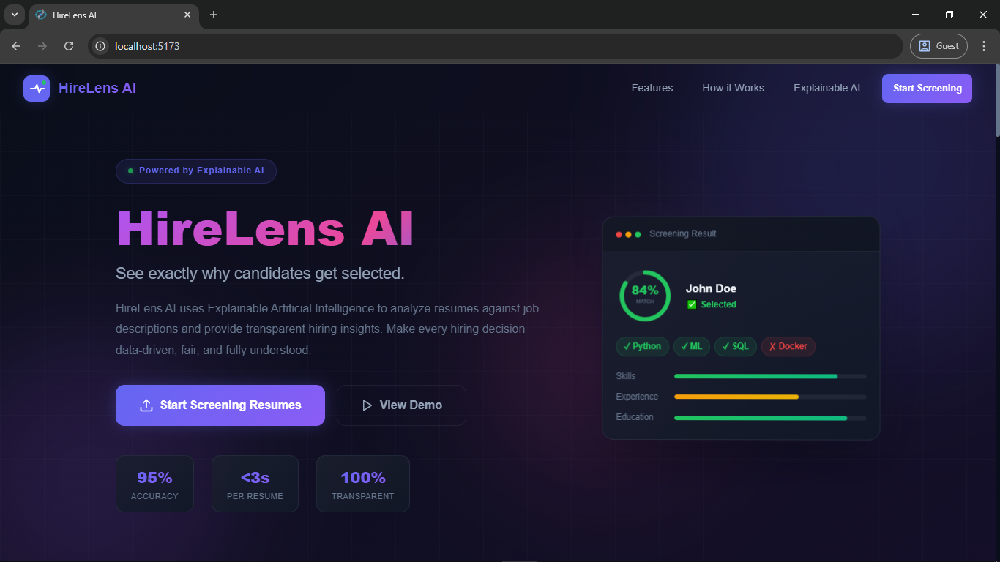 HireLens AI
localhost:5173
Guest
HireLens AI
Features
How it Works
Explainable AI
Start Screening
Powered by Explainable AI
HireLens AI
See exactly why candidates get selected.
HireLens AI uses Explainable Artificial Intelligence to analyze resumes against job
descriptions and provide transparent hiring insights. Make every hiring decision
data-driven, fair, and fully understood.
Start Screening Resumes
View Demo
95%
ACCURACY
<3s
PER RESUME
100%
TRANSPARENT
Screening Result
84%
MATCH
John Doe
✅ Selected
✓ Python
✓ ML
✓ SQL
✗ Docker
Skills
Experience
Education